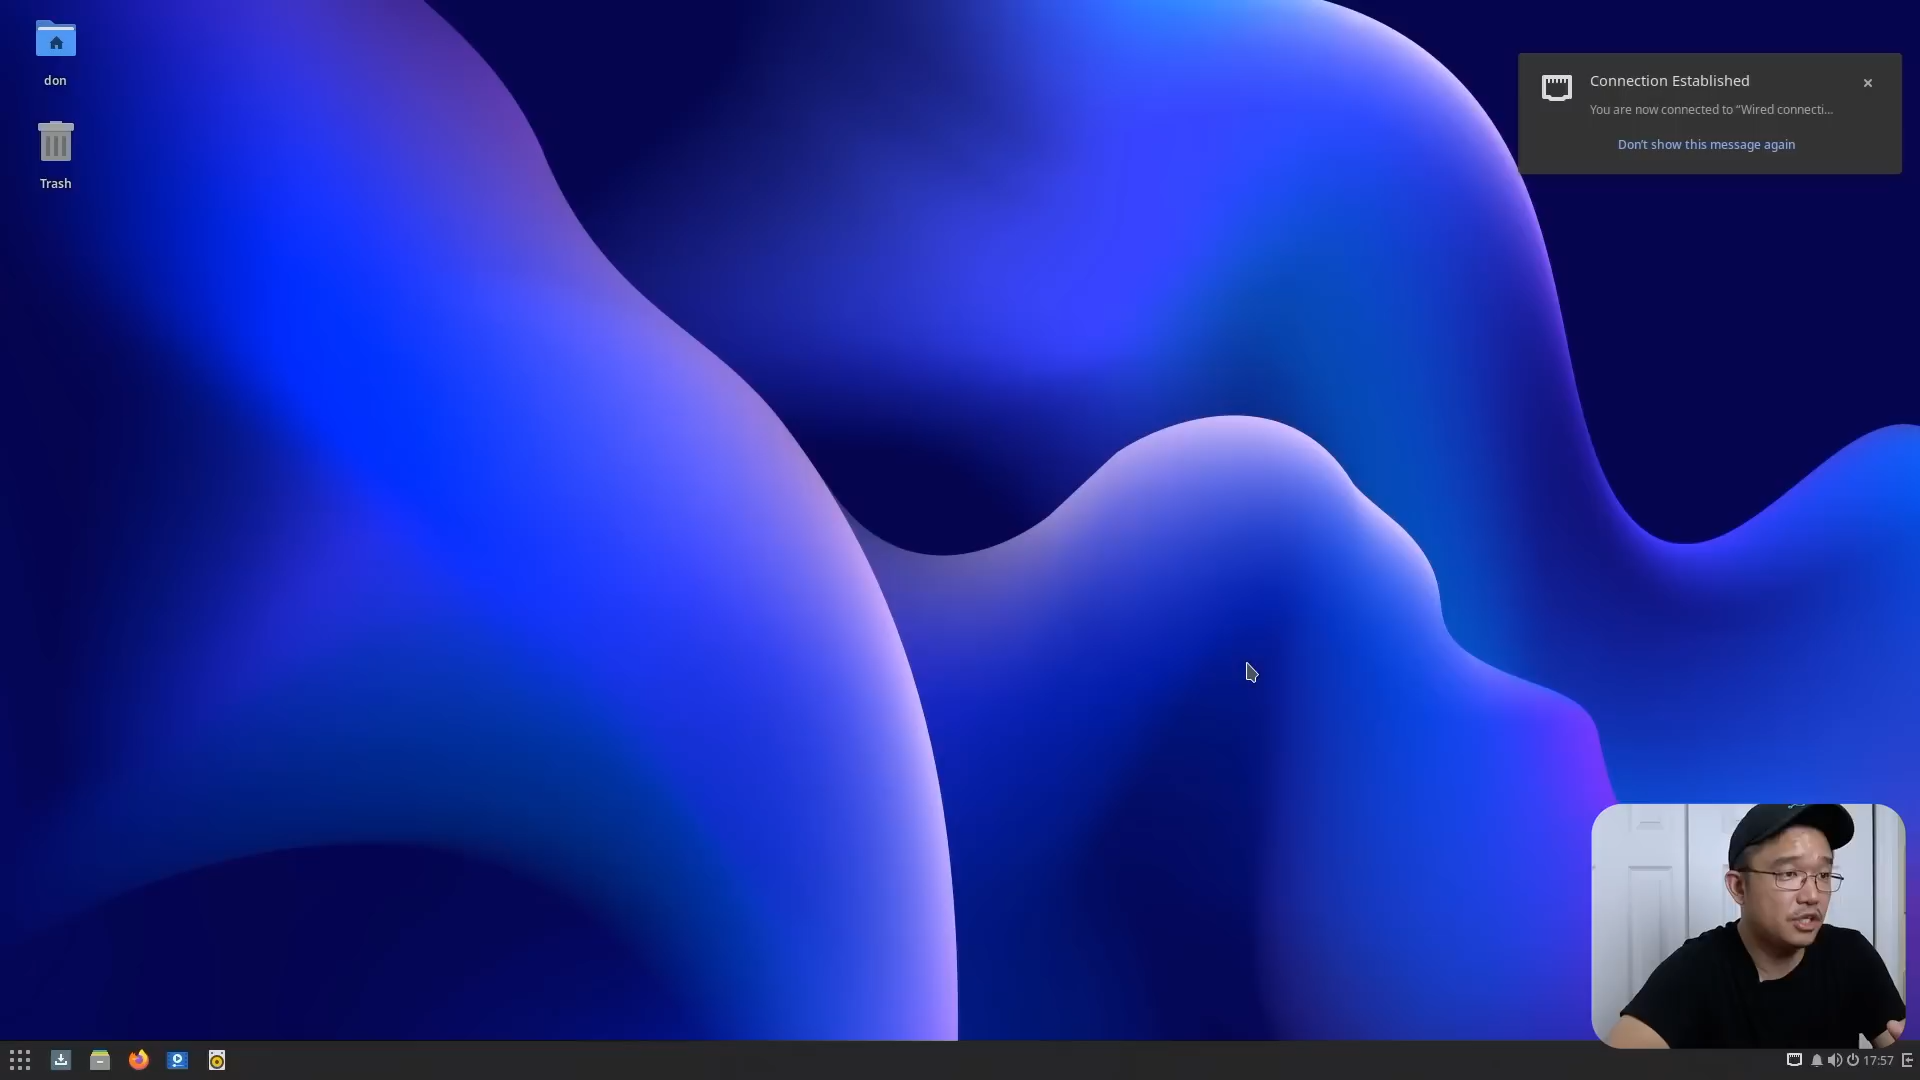 don
Trash
Connection Established
You are now connected to “Wired connecti...
Don’t show this message again
17:57